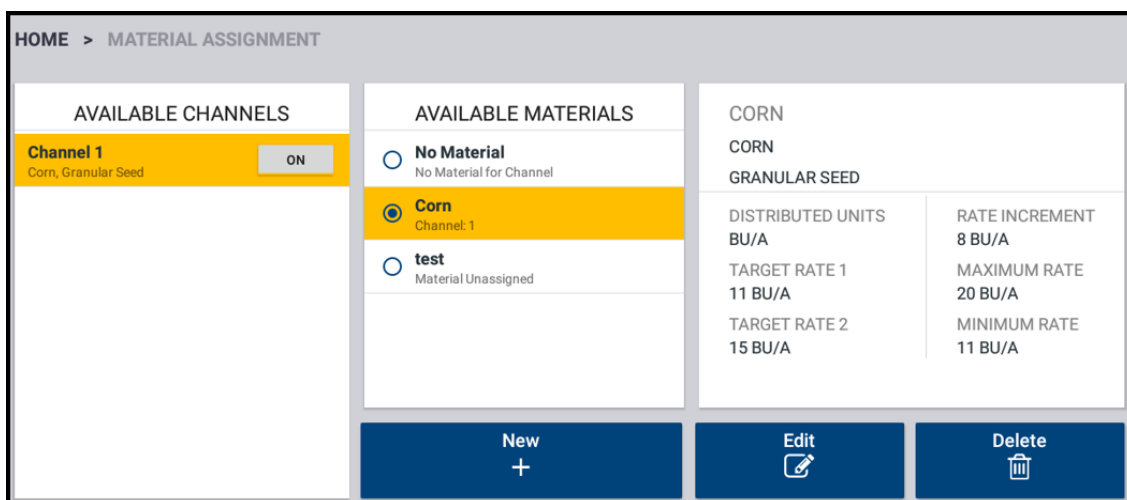 HOME > MATERIAL ASSIGNMENT
AVAILABLE CHANNELS
Channel 1
Corn, Granular Seed
ON
AVAILABLE MATERIALS
No Material
No Material for Channel
Corn
Channel: 1
test
Material Unassigned
CORN
CORN
GRANULAR SEED
DISTRIBUTED UNITS
BU/A
TARGET RATE 1
11 BU/A
TARGET RATE 2
15 BU/A
RATE INCREMENT
8 BU/A
MAXIMUM RATE
20 BU/A
MINIMUM RATE
11 BU/A
New
+
Edit
Delete